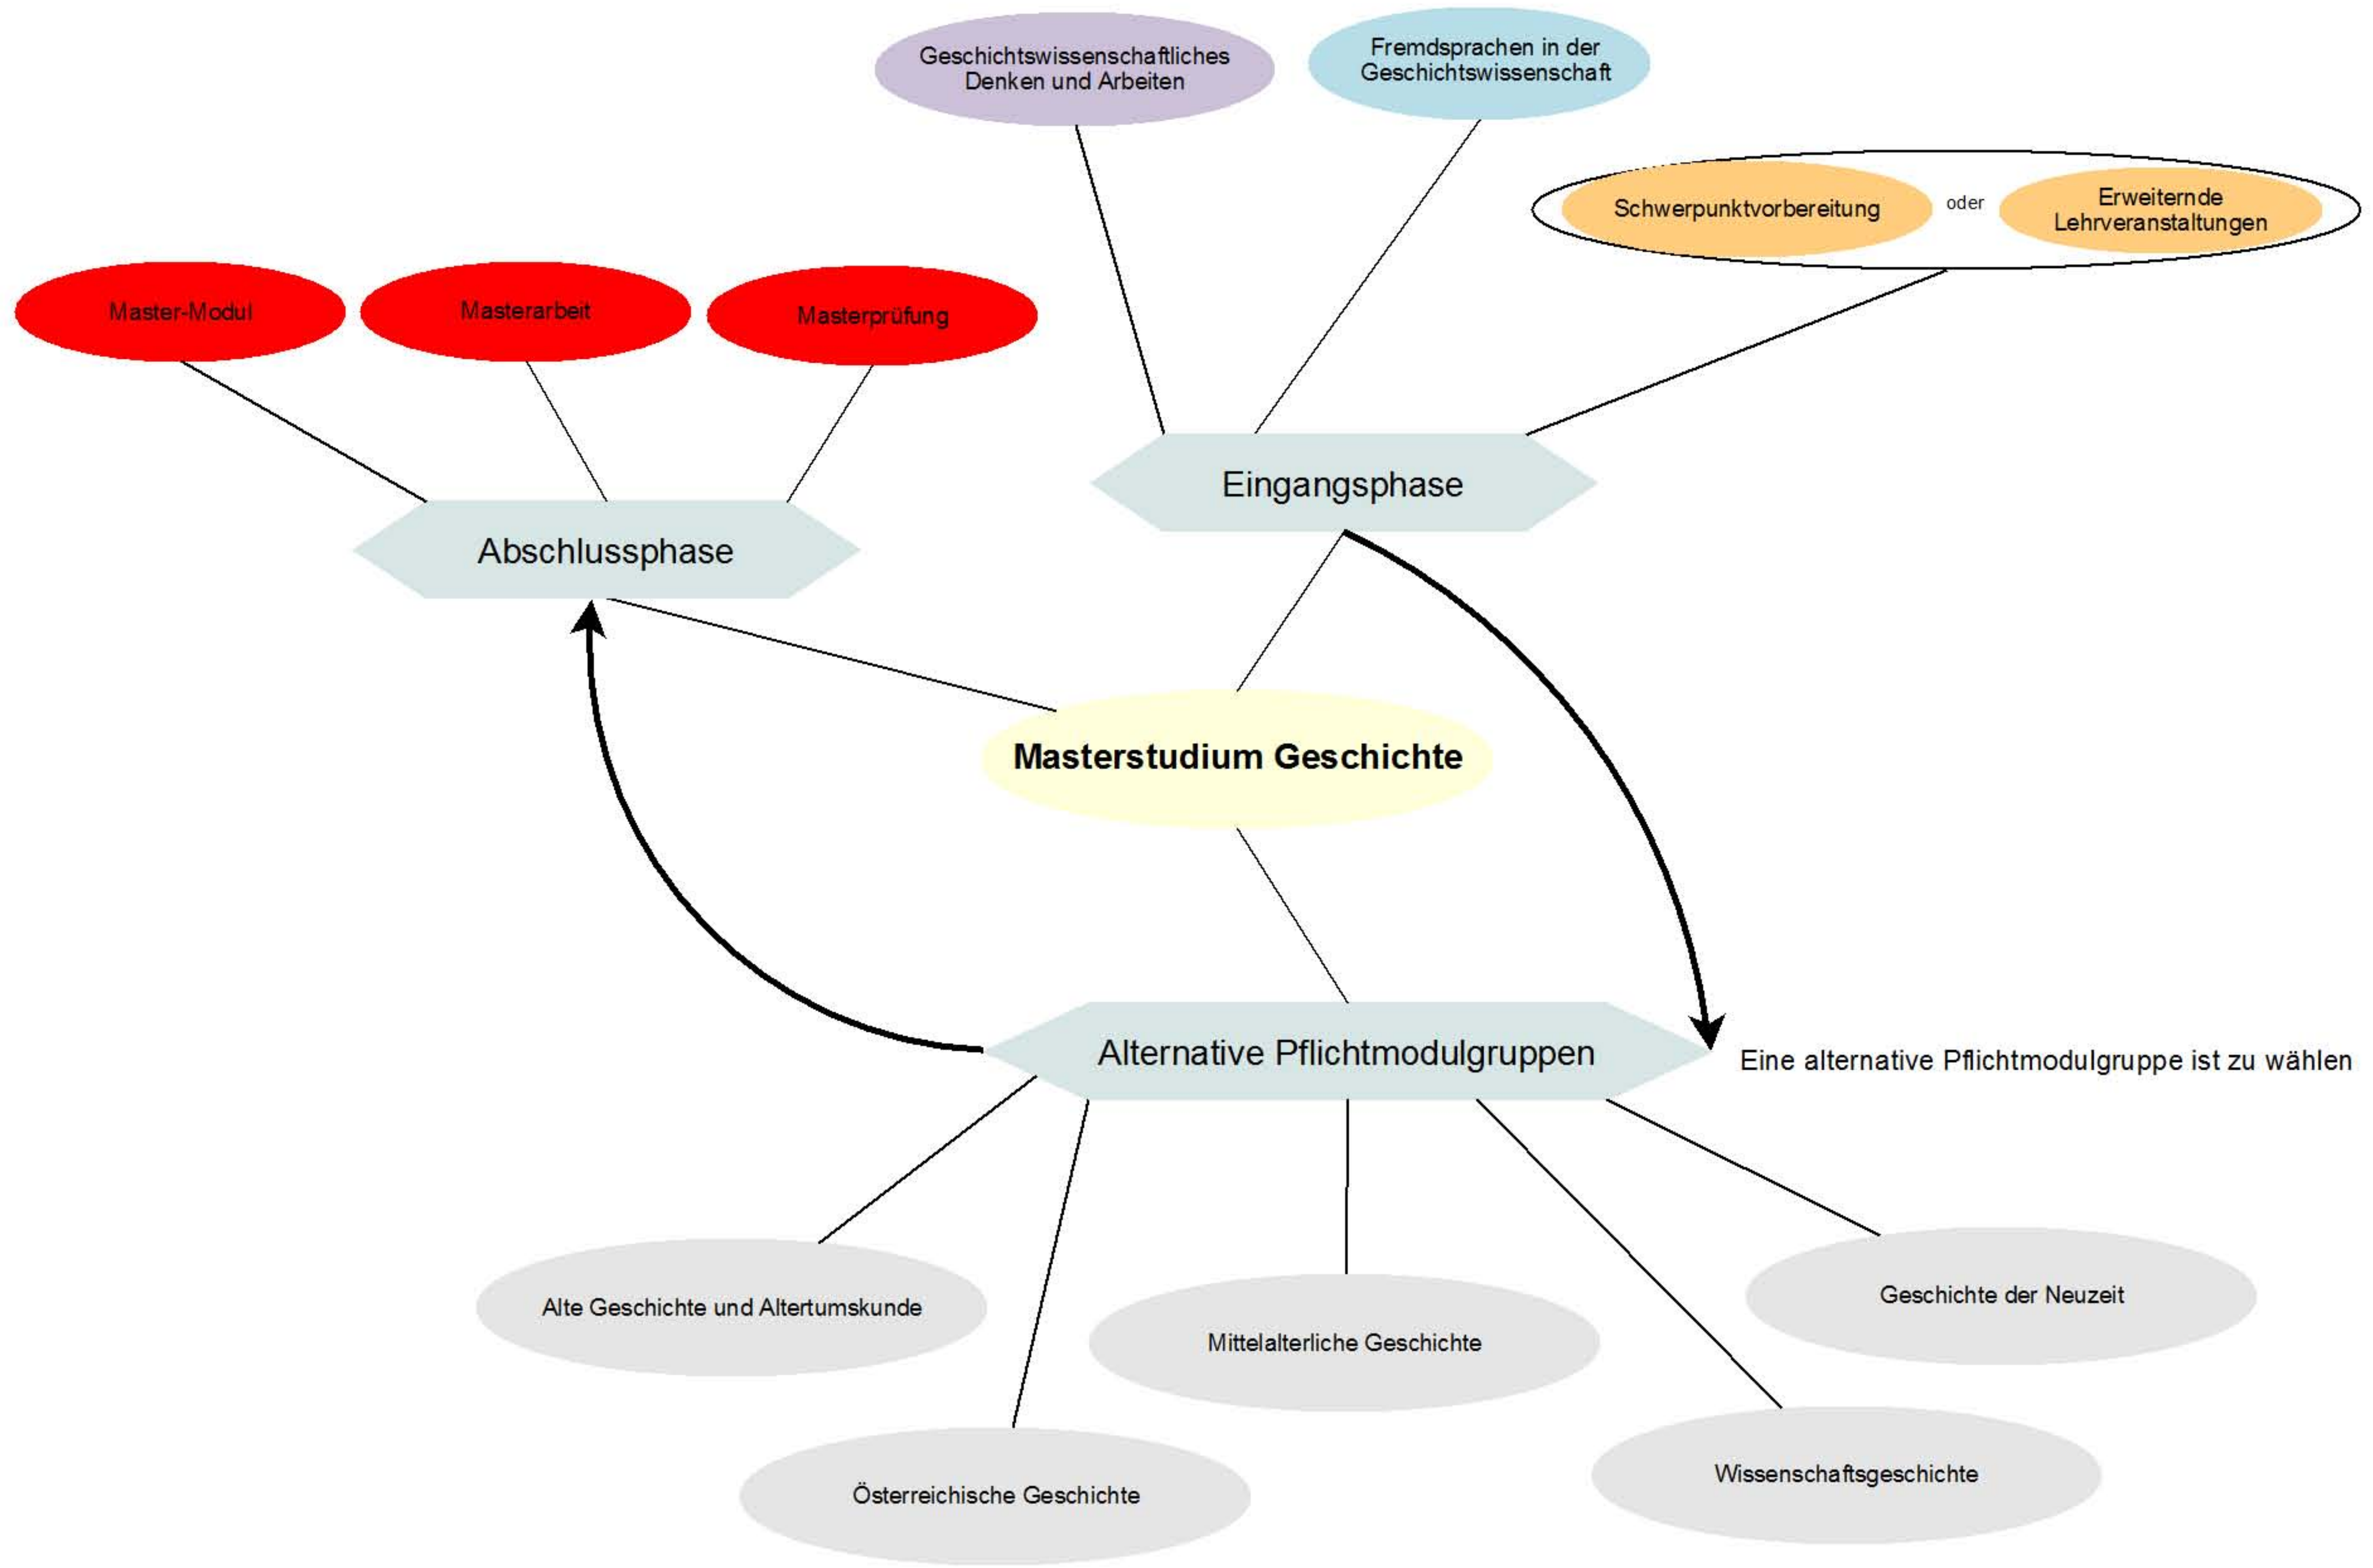 Geschichtswissenschaftliches
Denken und Arbeiten
Fremdsprachen in der
Geschichtswissenschaft
Schwerpunktvorbereitung
oder
Erweiternde
Lehrveranstaltungen
Master-Modul
Masterarbeit
Masterprüfung
Eingangsphase
Abschlussphase
Masterstudium Geschichte
Alternative Pflichtmodulgruppen
Eine alternative Pflichtmodulgruppe ist zu wählen
Alte Geschichte und Altertumskunde
Österreichische Geschichte
Mittelalterliche Geschichte
Wissenschaftsgeschichte
Geschichte der Neuzeit